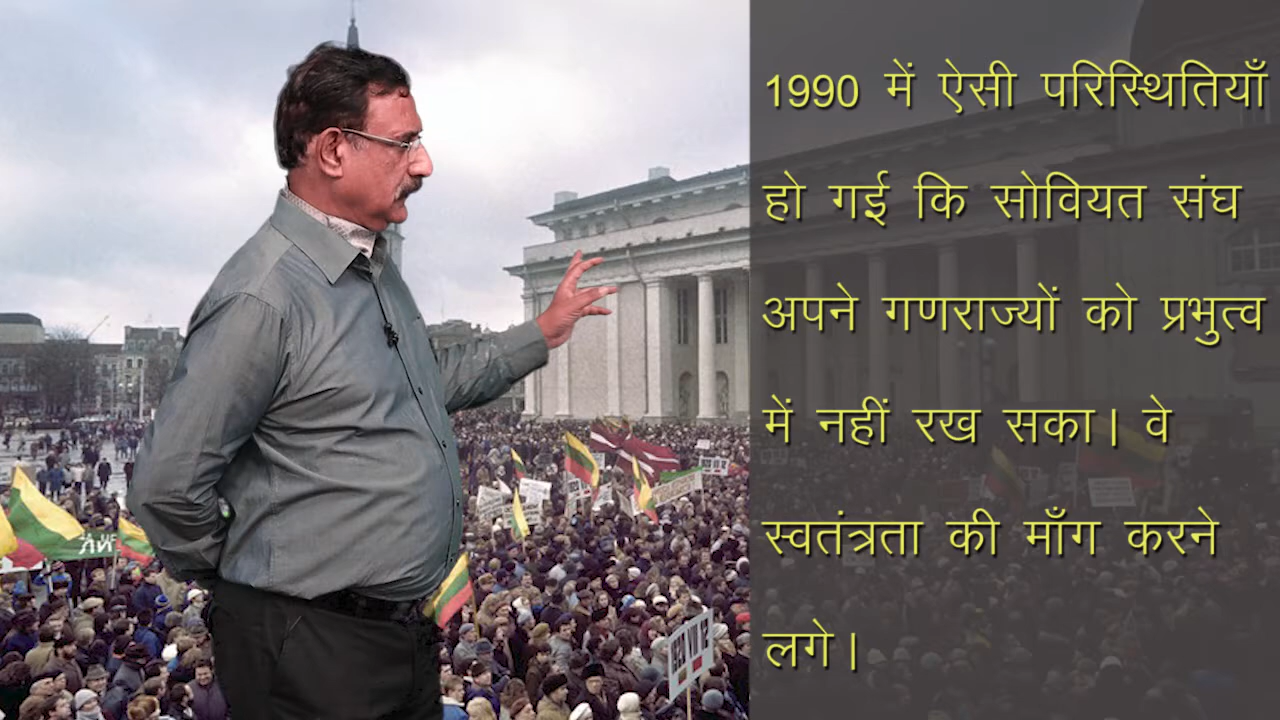 1990 में ऐसी परिस्थितियाँ
हो गई कि सोवियत संघ
अपने गणराज्यों को प्रभुत्व
में नहीं रख सका। वे
स्वतंत्रता की माँग करने
लगे।